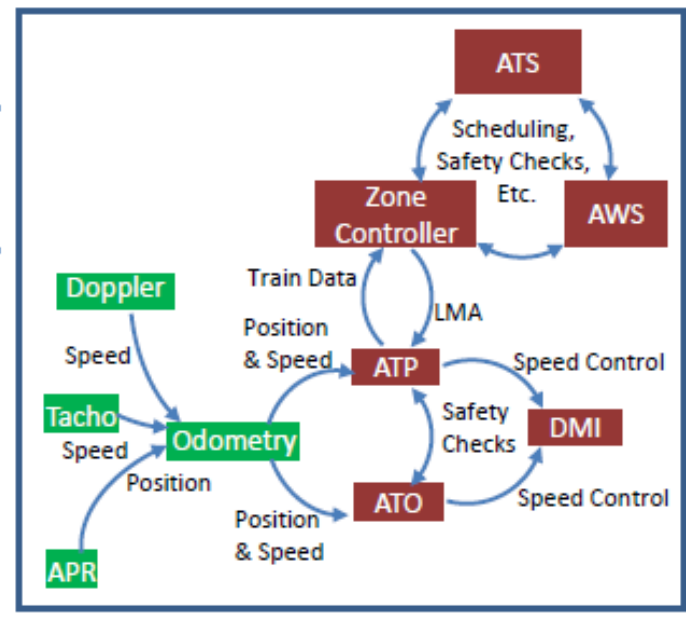 ATS
Scheduling,
Safety Checks,
Etc.
Zone
Controller
AWS
Train Data
LMA
Doppler
Position
& Speed
Speed
ATP
Speed Control
Tacho
Safety
Checks
DMI
Odometry
Speed
Position
ATO
Speed Control
Position
& Speed
APR